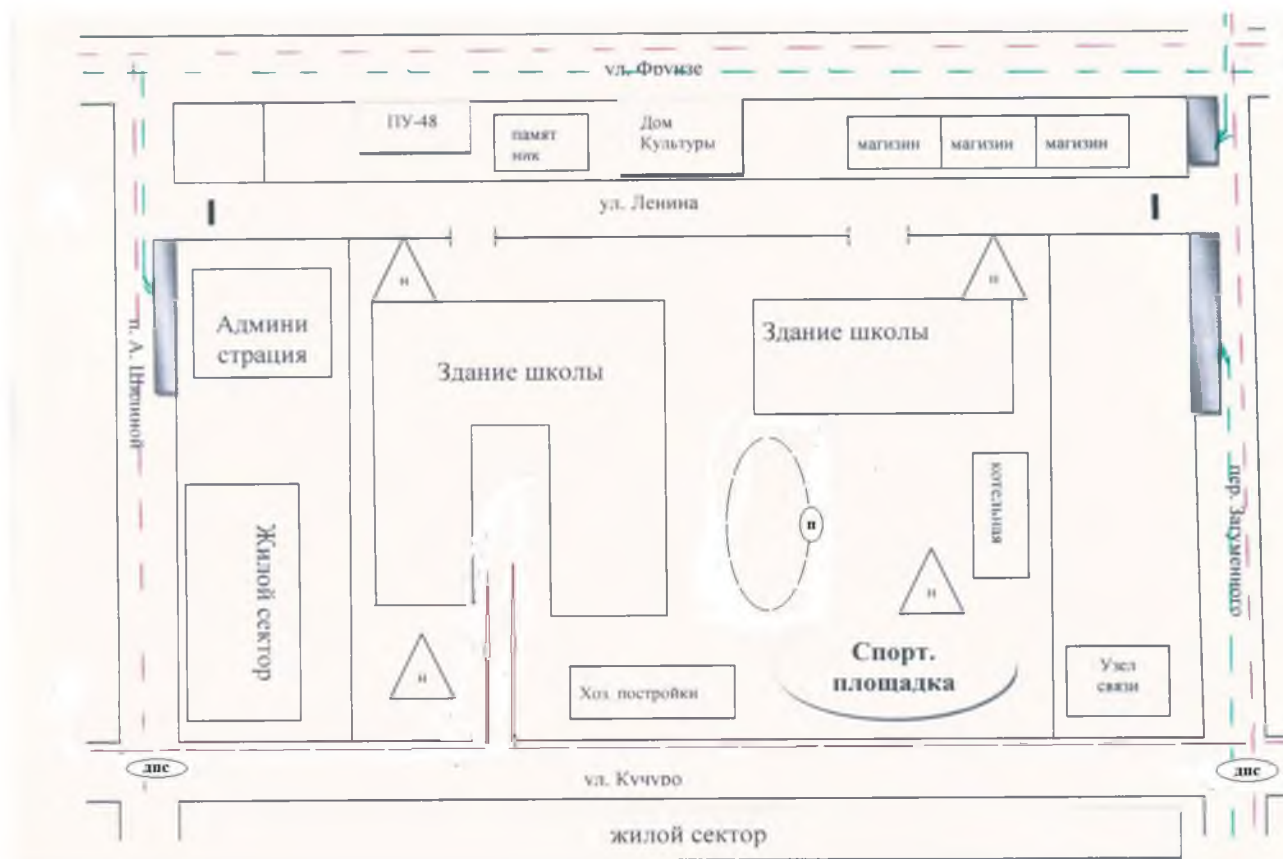 ул. Фрунзе
ПУ-48
памят
ник
Дом
Культуры
магизин
магизин
магизин
ул. Ленина
н
н
Админи
страция
Здание школы
Здание школы
п. А. Шилиной
котельная
пер. Загуменного
п
Жилой сектор
н
н
Спорт.
площадка
Хоз. постройки
Узел
связи
дпс
дпс
ул. Кучуро
жилой сектор